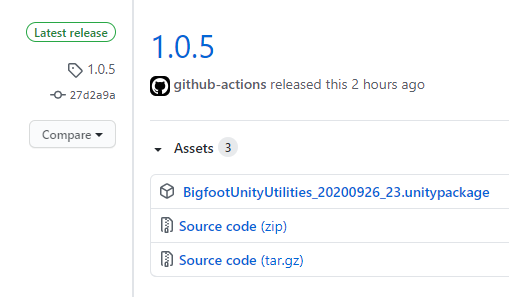 Latest release
1.0.5
27d2a9a
Compare
1.0.5
github-actions released this 2 hours ago
Assets 3
BigfootUnityUtilities_20200926_23.unitypackage
Source code (zip)
Source code (tar.gz)